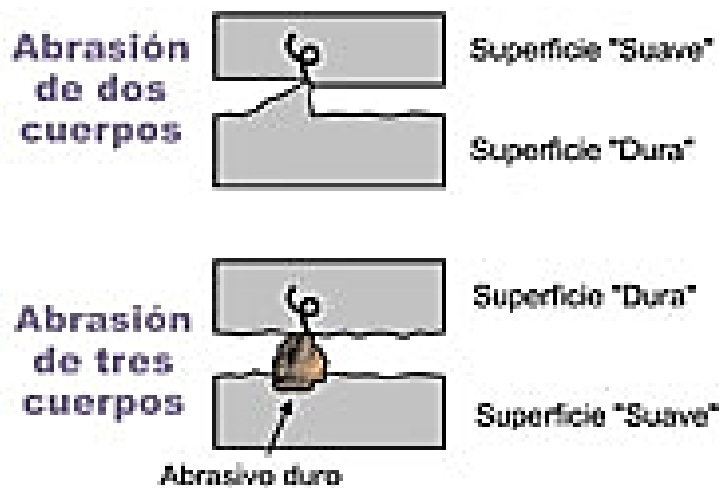 Abrasión
de dos
cuerpos
Superficie "Suave"
Superficie "Dura"
Abrasión
de tres
cuerpos
Superficie "Dura"
Superficie "Suave"
Abrasivo duro